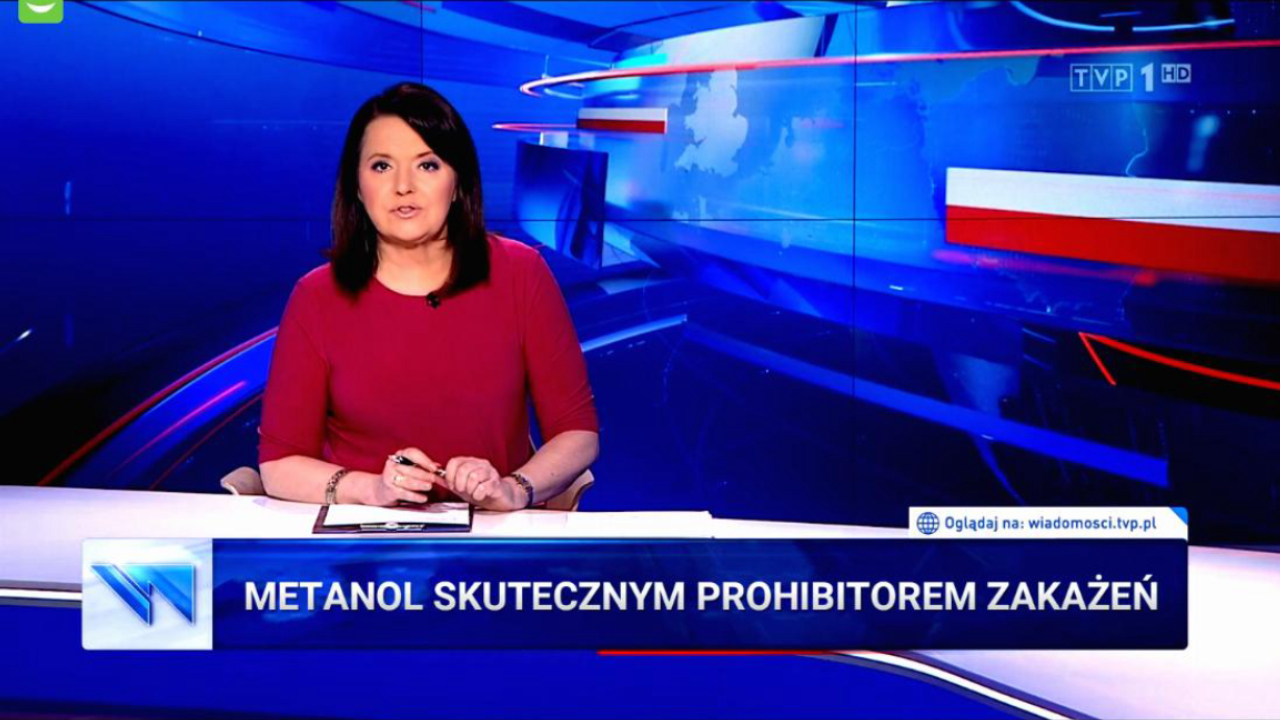 TVP 1 HD
Oglądaj na: wiadomosci.tvp.pl
METANOL SKUTECZNYM PROHIBITOREM ZAKAŻEŃ